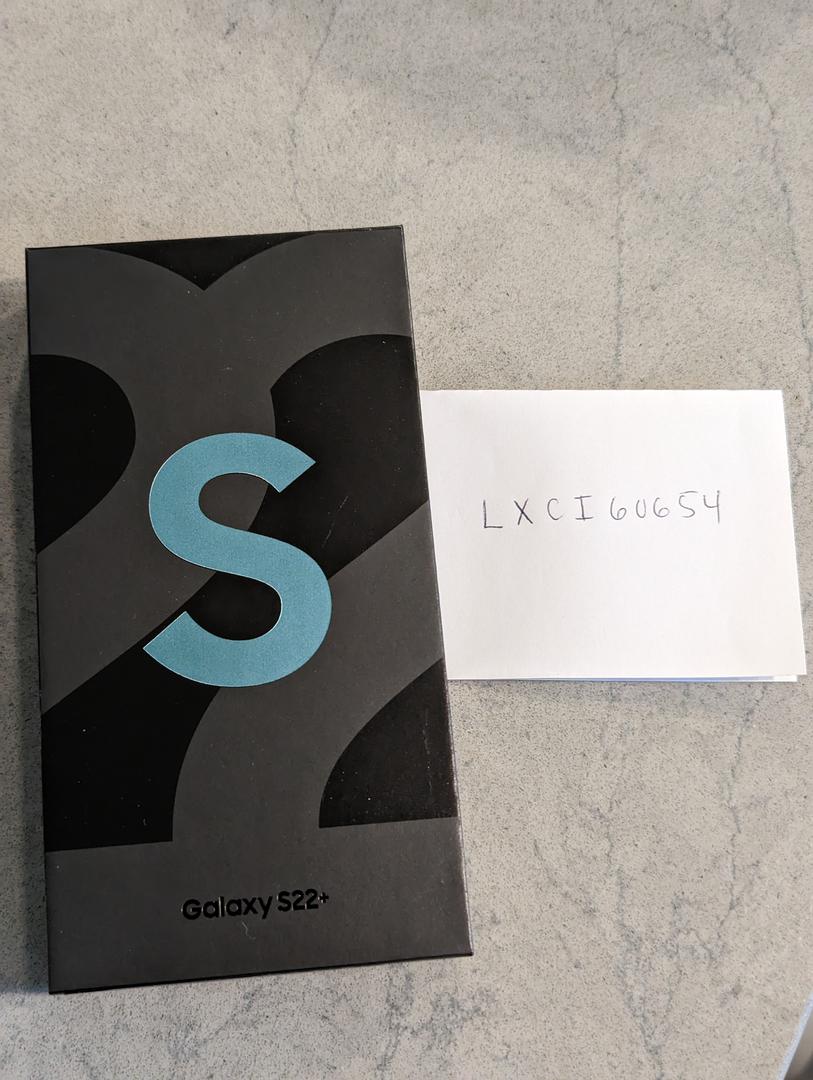 S
Galaxy S22+
LXCI60654